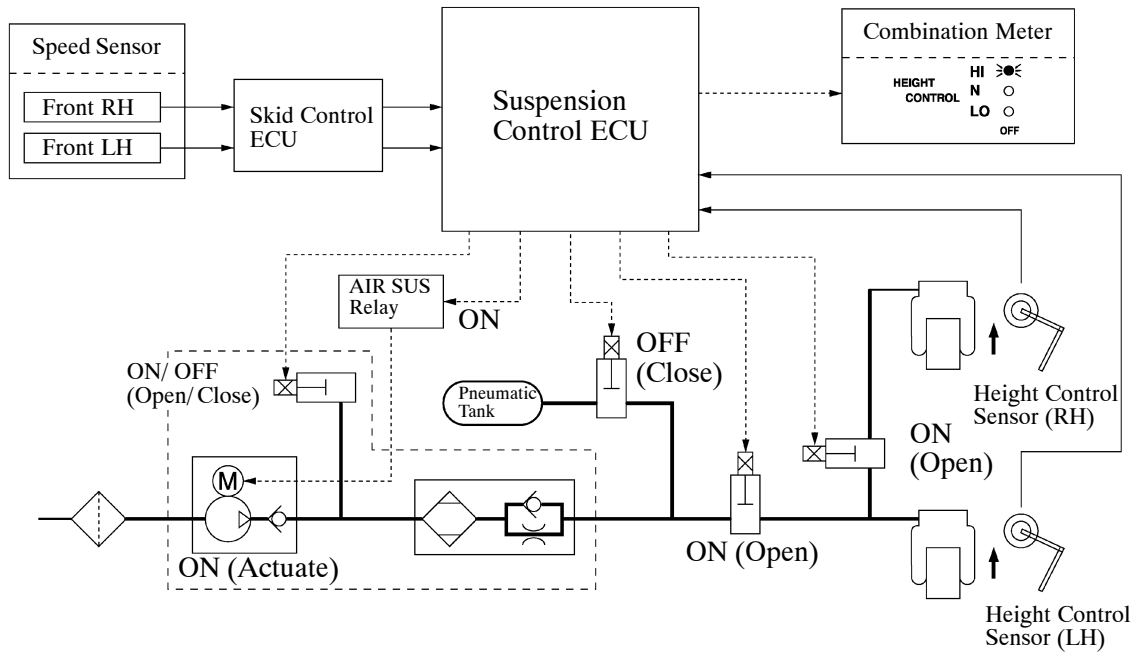 Speed Sensor
Front RH
Front LH
Skid Control
ECU
Suspension
Control ECU
Combination Meter
HEIGHT
CONTROL
HI
N
LO
OFF
AIR SUS
Relay
ON
ON/ OFF
(Open/ Close)
Pneumatic
Tank
OFF
(Close)
ON
(Open)
Height Control
Sensor (RH)
M
ON (Actuate)
ON (Open)
Height Control
Sensor (LH)